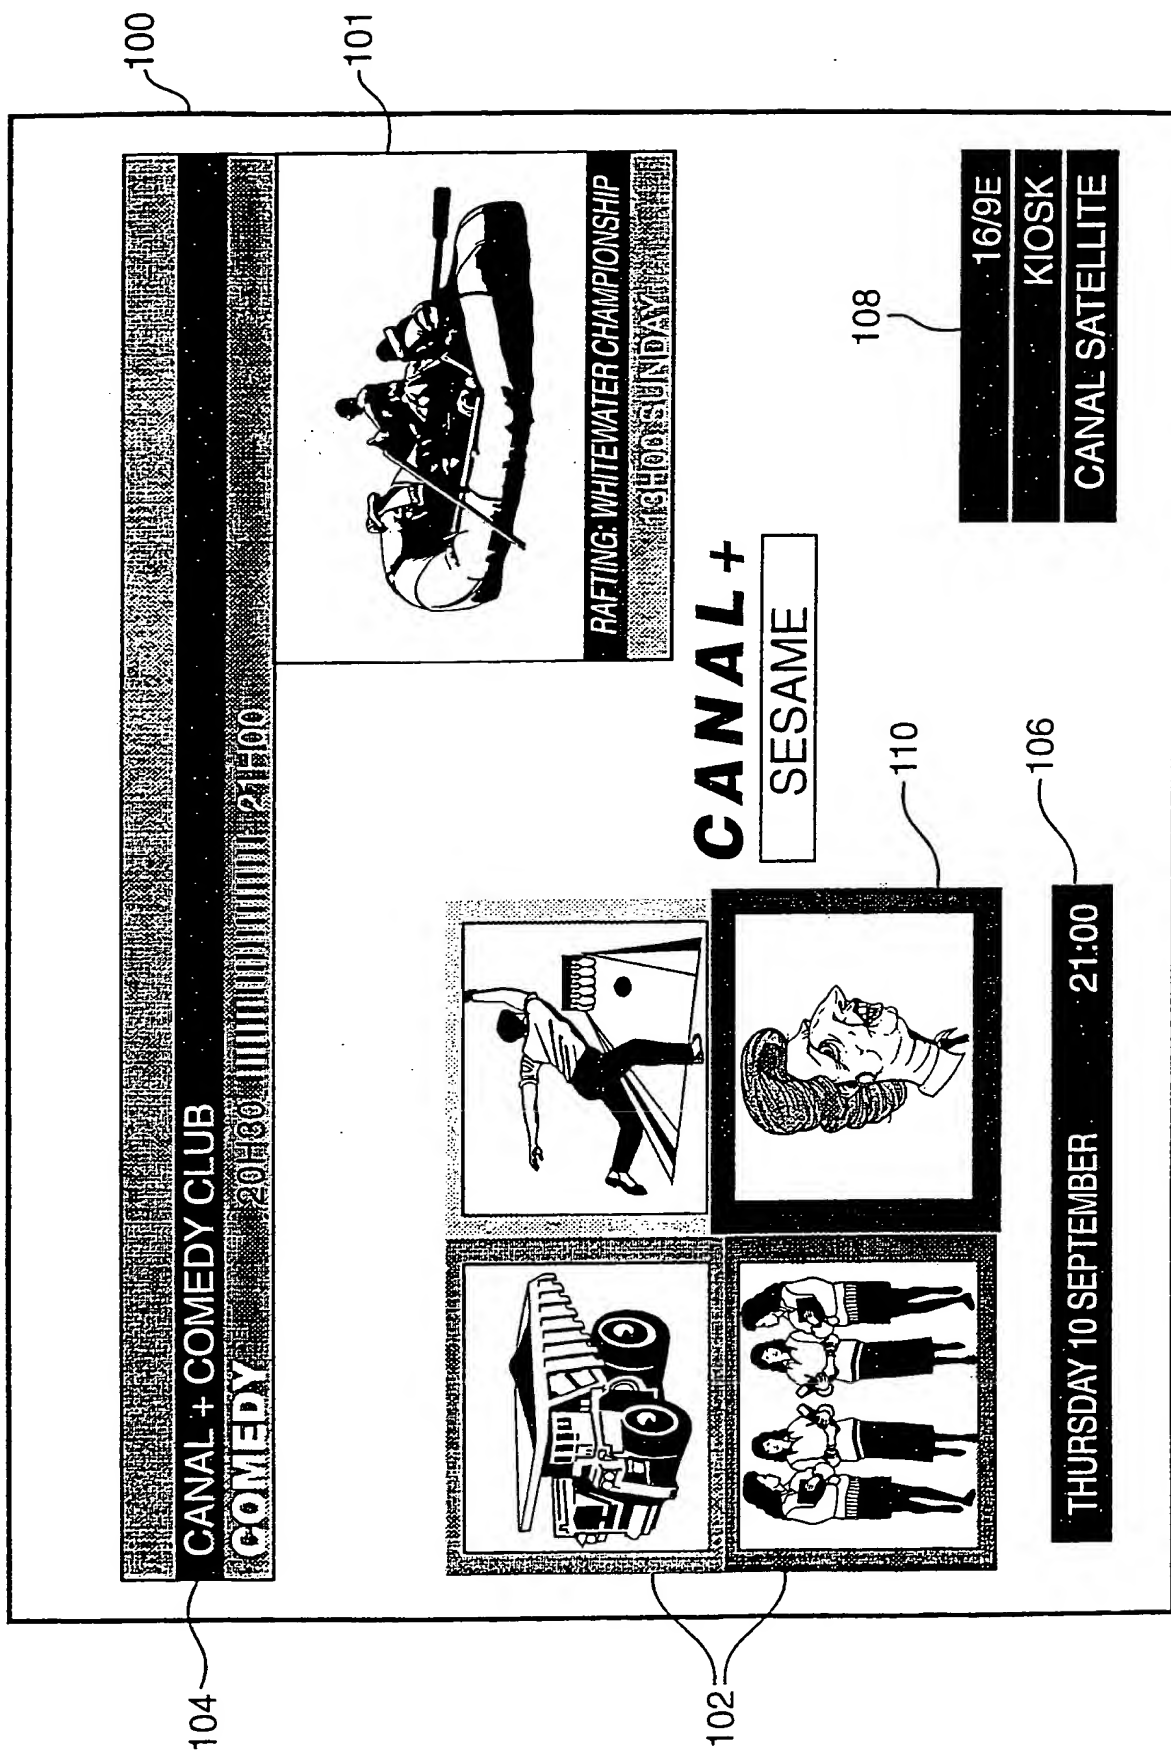 100
104
CANAL + COMEDY CLUB
COMEDY 20H30 21H00
101
RAFTING: WHITEWATER CHAMPIONSHIP
13H00 SUNDAY
102
CANAL+
SESAME
110
108
16/9E
KIOSK
CANAL SATELLITE
106
THURSDAY 10 SEPTEMBER 21:00